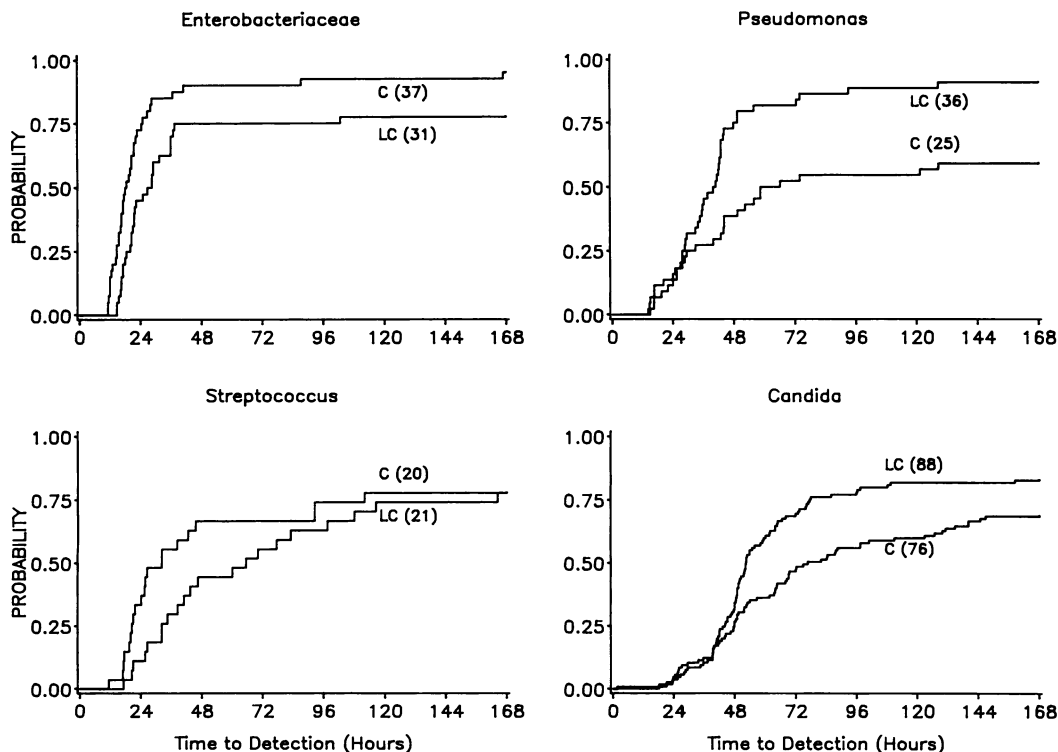 Enterobacteriaceae
PROBABILITY
1.00
0.75
0.50
0.25
0.00
C (37)
LC (31)
0 24 48 72 96 120 144 168
Pseudomonas
1.00
0.75
0.50
0.25
0.00
LC (36)
C (25)
0 24 48 72 96 120 144 168
Streptococcus
PROBABILITY
1.00
0.75
0.50
0.25
0.00
C (20)
LC (21)
0 24 48 72 96 120 144 168
Time to Detection (Hours)
Candida
1.00
0.75
0.50
0.25
0.00
LC (88)
C (76)
0 24 48 72 96 120 144 168
Time to Detection (Hours)